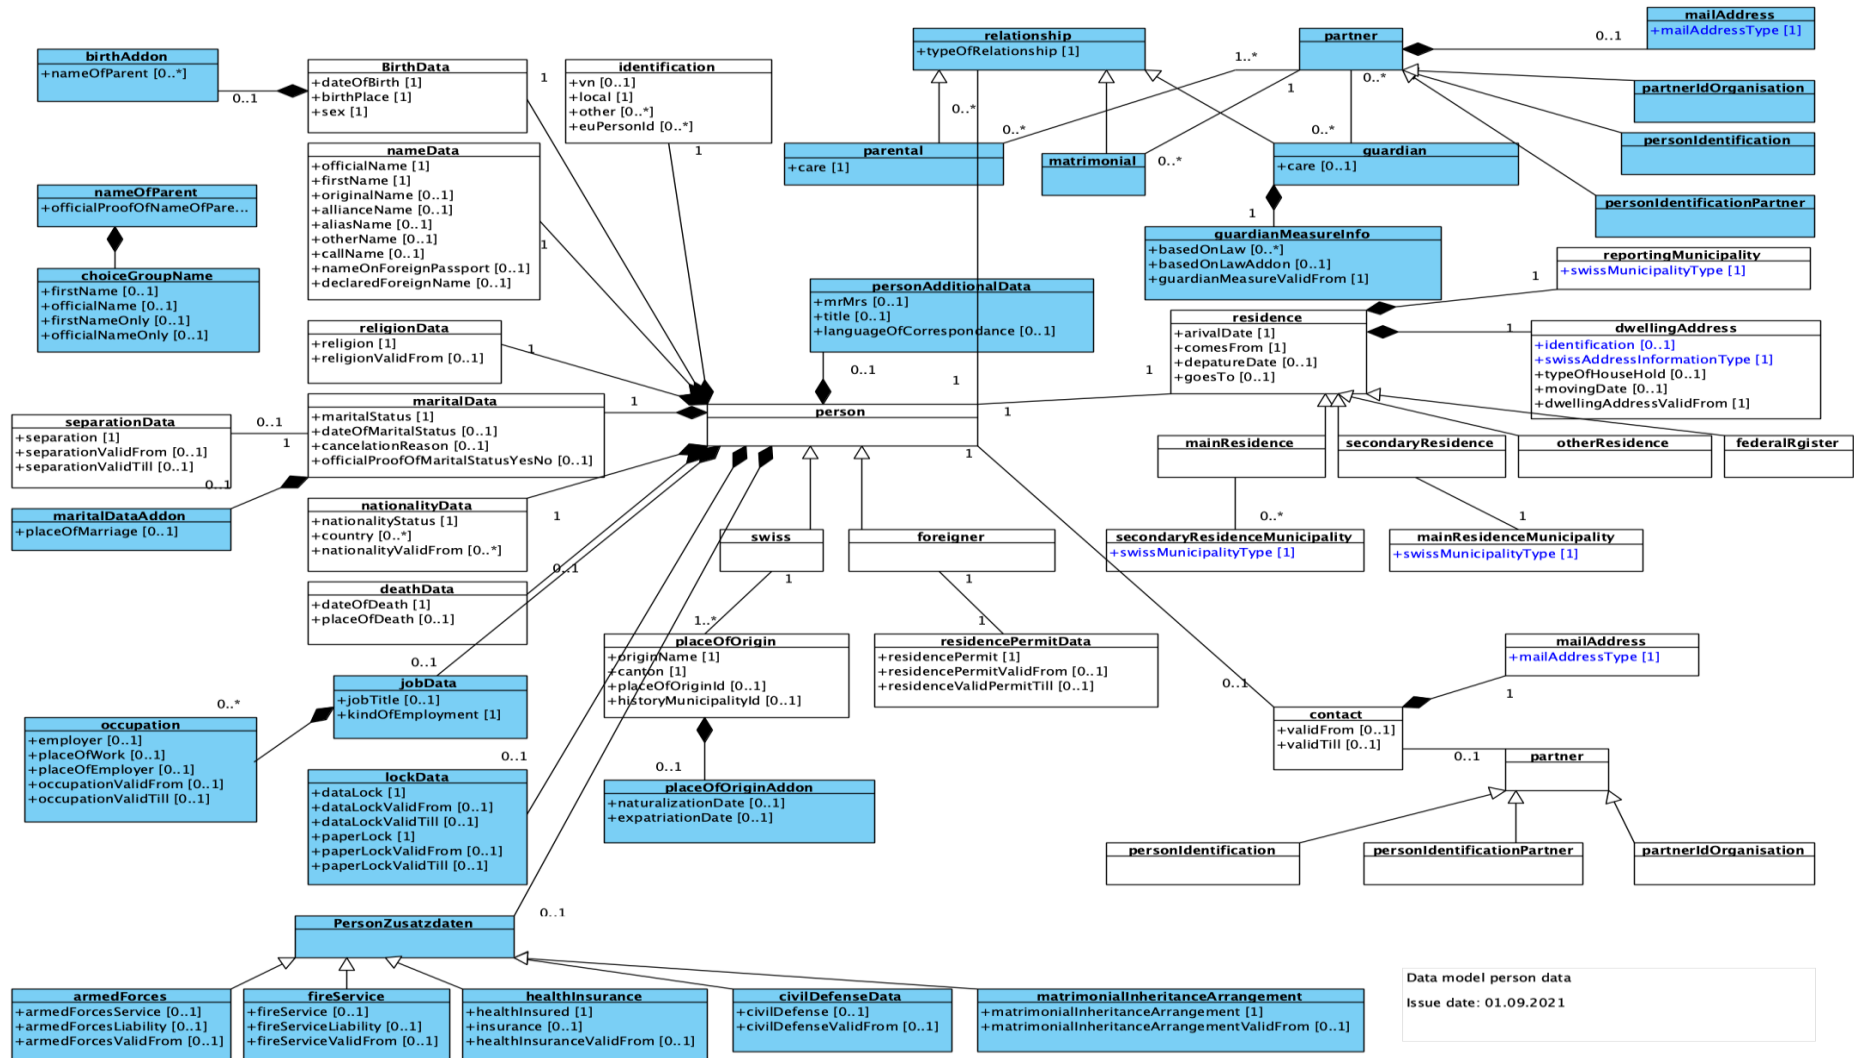 birthAddon
+nameOfParent [0..*]
0..1
BirthData
+dateOfBirth [1]
+birthPlace [1]
+sex [1]
1
identification
+vn [0..1]
+local [1]
+other [0..*]
+euPersonId [0..*]
1
relationship
+typeOfRelationship [1]
partner
1..*
0..*
1
0..1
mailAddress
+mailAddressType [1]
partnerIdOrganisation
personIdentification
personIdentificationPartner
0..*
0..*
0..*
0..*
parental
+care [1]
matrimonial
guardian
+care [0..1]
1
guardianMeasureInfo
+basedOnLaw [0..*]
+basedOnLawAddon [0..1]
+guardianMeasureValidFrom [1]
nameOfParent
+officialProofOfNameOfPare...
choiceGroupName
+firstName [0..1]
+officialName [0..1]
+firstNameOnly [0..1]
+officialNameOnly [0..1]
nameData
+officialName [1]
+firstName [1]
+originalName [0..1]
+allianceName [0..1]
+aliasName [0..1]
+otherName [0..1]
+callName [0..1]
+nameOnForeignPassport [0..1]
+declaredForeignName [0..1]
1
religionData
+religion [1]
+religionValidFrom [0..1]
1
personAdditionalData
+mrMrs [0..1]
+title [0..1]
+languageOfCorrespondance [0..1]
0..1
1
reportingMunicipality
+swissMunicipalityType [1]
1
residence
+arivalDate [1]
+comesFrom [1]
+depatureDate [0..1]
+goesTo [0..1]
1
1
dwellingAddress
+identification [0..1]
+swissAddressInformationType [1]
+typeOfHouseHold [0..1]
+movingDate [0..1]
+dwellingAddressValidFrom [1]
1
maritalData
+maritalStatus [1]
+dateOfMaritalStatus [0..1]
+cancelationReason [0..1]
+officialProofOfMaritalStatusYesNo [0..1]
1
separationData
+separation [1]
+separationValidFrom [0..1]
+separationValidTill [0..1]
0..1
1
0..1
maritalDataAddon
+placeOfMarriage [0..1]
person
1
1
mainResidence
secondaryResidence
otherResidence
federalRgister
nationalityData
+nationalityStatus [1]
+country [0..*]
+nationalityValidFrom [0..*]
1
swiss
foreigner
0..*
1
secondaryResidenceMunicipality
+swissMunicipalityType [1]
mainResidenceMunicipality
+swissMunicipalityType [1]
0..1
deathData
+dateOfDeath [1]
+placeOfDeath [0..1]
1
1
1..*
1
placeOfOrigin
+originName [1]
+canton [1]
+placeOfOriginId [0..1]
+historyMunicipalityId [0..1]
residencePermitData
+residencePermit [1]
+residencePermitValidFrom [0..1]
+residenceValidPermitTill [0..1]
0..1
jobData
+jobTitle [0..1]
+kindOfEmployment [1]
0..*
occupation
+employer [0..1]
+placeOfWork [0..1]
+placeOfEmployer [0..1]
+occupationValidFrom [0..1]
+occupationValidTill [0..1]
0..1
lockData
+dataLock [1]
+dataLockValidFrom [0..1]
+dataLockValidTill [0..1]
+paperLock [1]
+paperLockValidFrom [0..1]
+paperLockValidTill [0..1]
0..1
placeOfOriginAddon
+naturalizationDate [0..1]
+expatriationDate [0..1]
0..1
contact
+validFrom [0..1]
+validTill [0..1]
mailAddress
+mailAddressType [1]
1
0..1
partner
personIdentification
personIdentificationPartner
partnerIdOrganisation
0..1
PersonZusatzdaten
armedForces
+armedForcesService [0..1]
+armedForcesLiability [0..1]
+armedForcesValidFrom [0..1]
fireService
+fireService [0..1]
+fireServiceLiability [0..1]
+fireServiceValidFrom [0..1]
healthInsurance
+healthInsured [1]
+insurance [0..1]
+healthInsuranceValidFrom [0..1]
civilDefenseData
+civilDefense [0..1]
+civilDefenseValidFrom [0..1]
matrimonialInheritanceArrangement
+matrimonialInheritanceArrangement [1]
+matrimonialInheritanceArrangementValidFrom [0..1]
Data model person data
Issue date: 01.09.2021